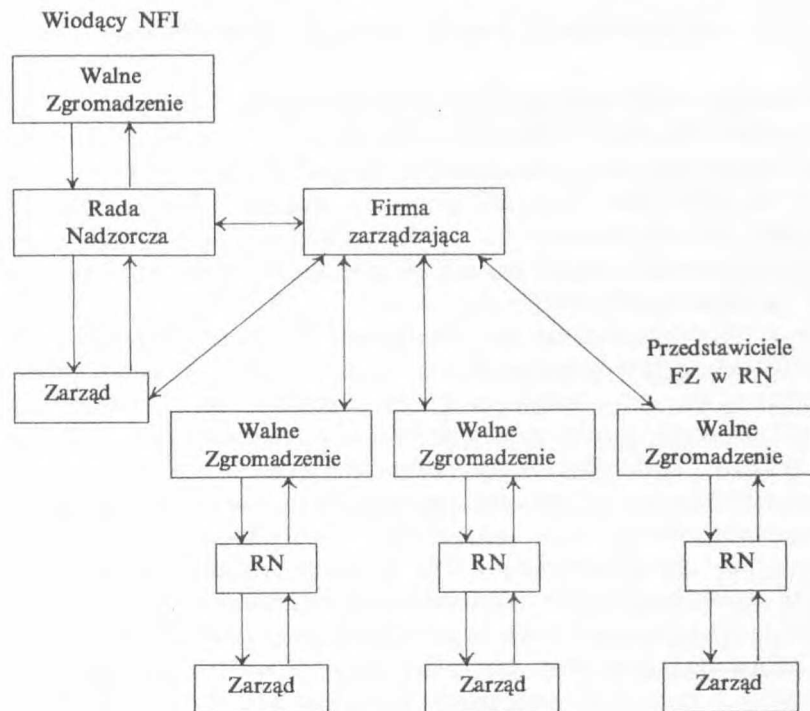 Wiodący NFI
Walne
Zgromadzenie
Rada
Nadzorcza
Firma
zarządzająca
Zarząd
Przedstawiciele
FZ w RN
Walne
Zgromadzenie
Walne
Zgromadzenie
Walne
Zgromadzenie
RN
RN
RN
Zarząd
Zarząd
Zarząd